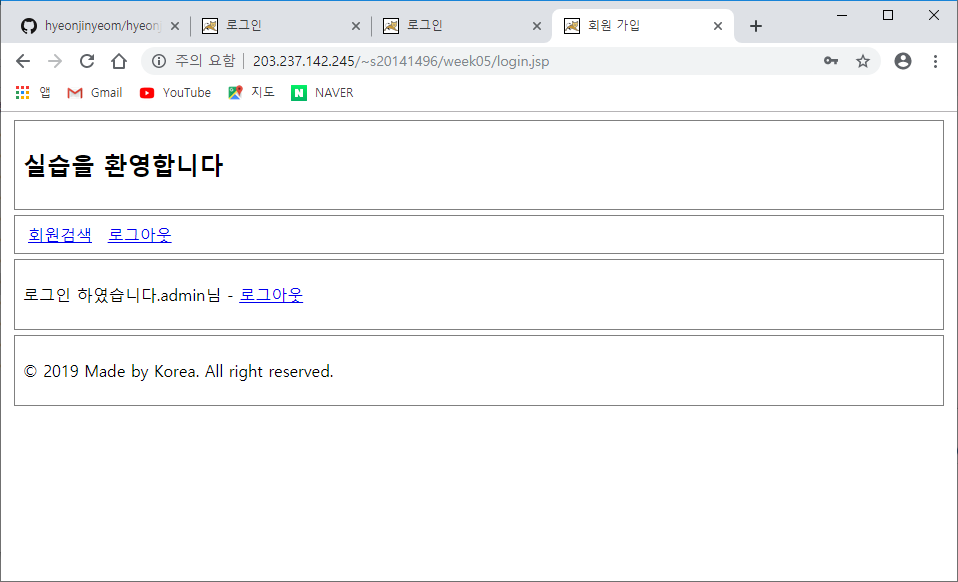 hyeonjinyeom/hyeonj
로그인
로그인
회원 가입
주의 요함 | 203.237.142.245/~s20141496/week05/login.jsp
앱 Gmail YouTube 지도 NAVER
실습을 환영합니다
회원검색 로그아웃
로그인 하였습니다.admin님 - 로그아웃
© 2019 Made by Korea. All right reserved.